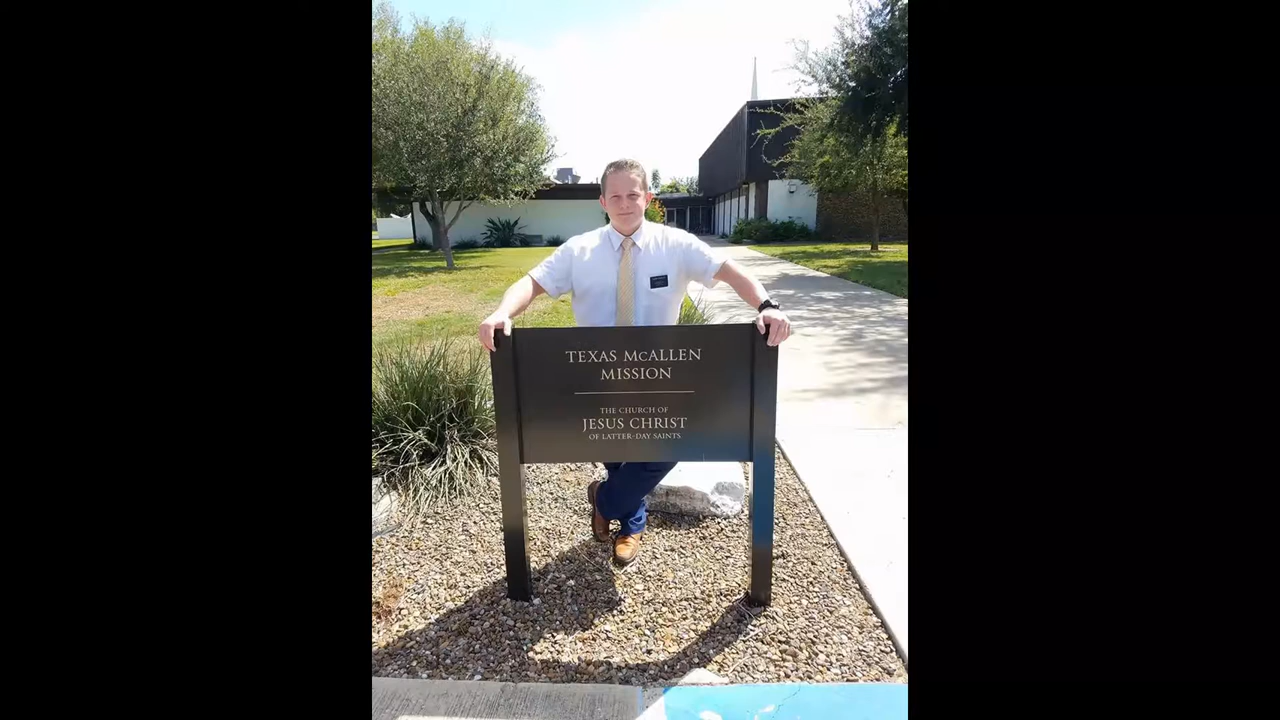 TEXAS McALLEN
MISSION
THE CHURCH OF
JESUS CHRIST
OF LATTER-DAY SAINTS